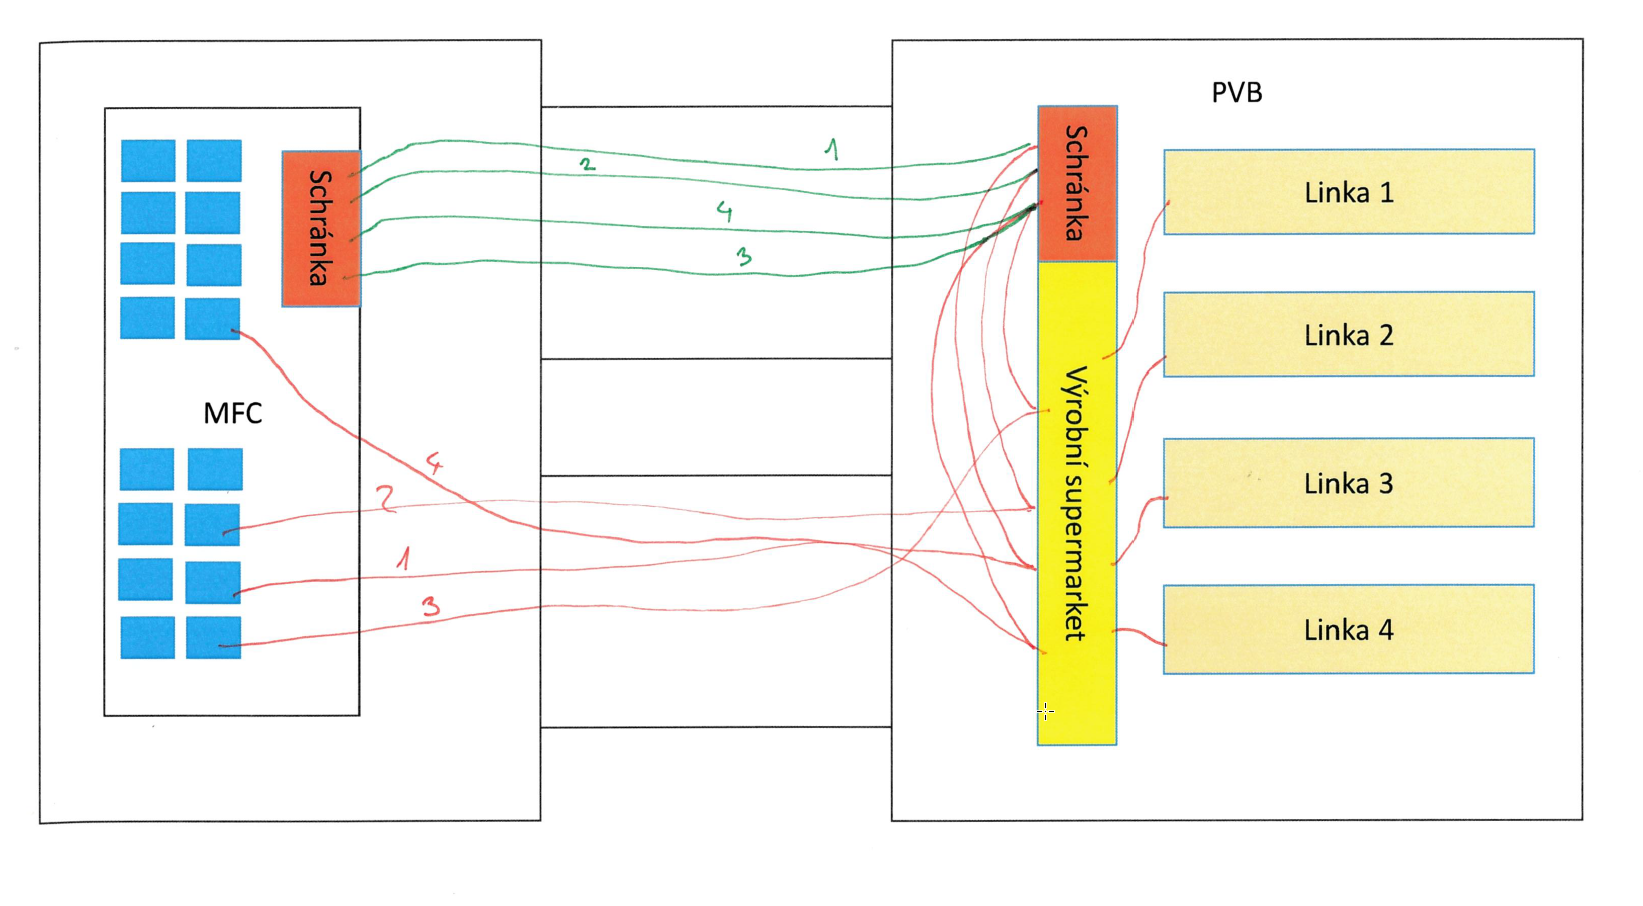 PVB
1
2
Schránka
Schránka
Linka 1
4
3
Linka 2
MFC
Výrobní supermarket
4
2
Linka 3
1
3
Linka 4